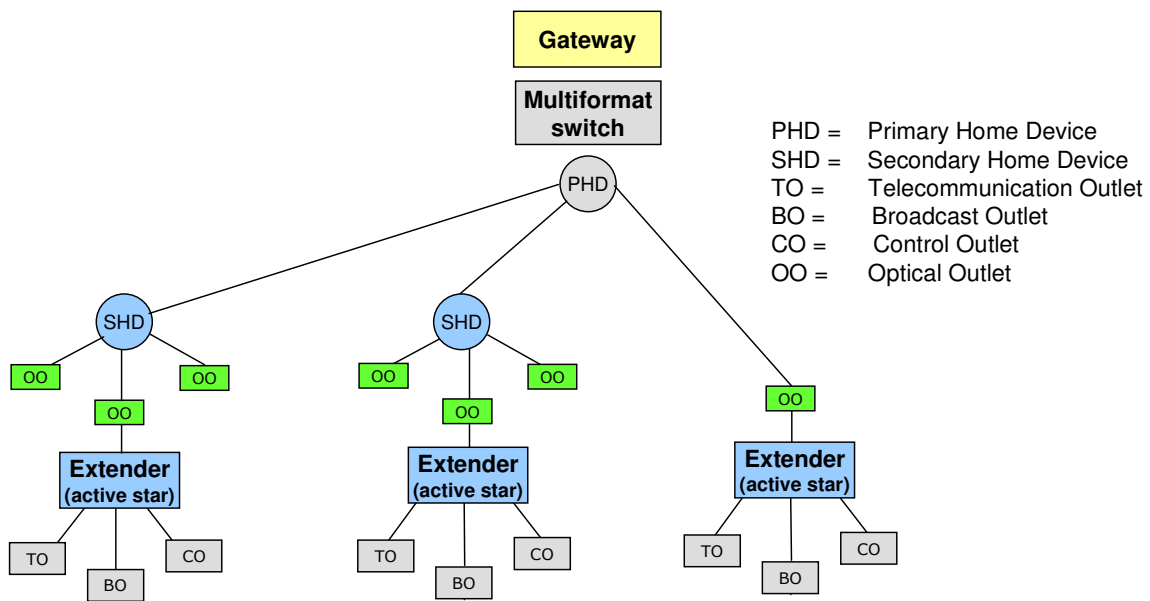 Gateway
Multiformat
switch
PHD
PHD = Primary Home Device
SHD = Secondary Home Device
TO = Telecommunication Outlet
BO = Broadcast Outlet
CO = Control Outlet
OO = Optical Outlet
SHD
SHD
OO
OO
OO
OO
OO
OO
OO
Extender
(active star)
Extender
(active star)
Extender
(active star)
TO
BO
CO
TO
BO
CO
TO
BO
CO